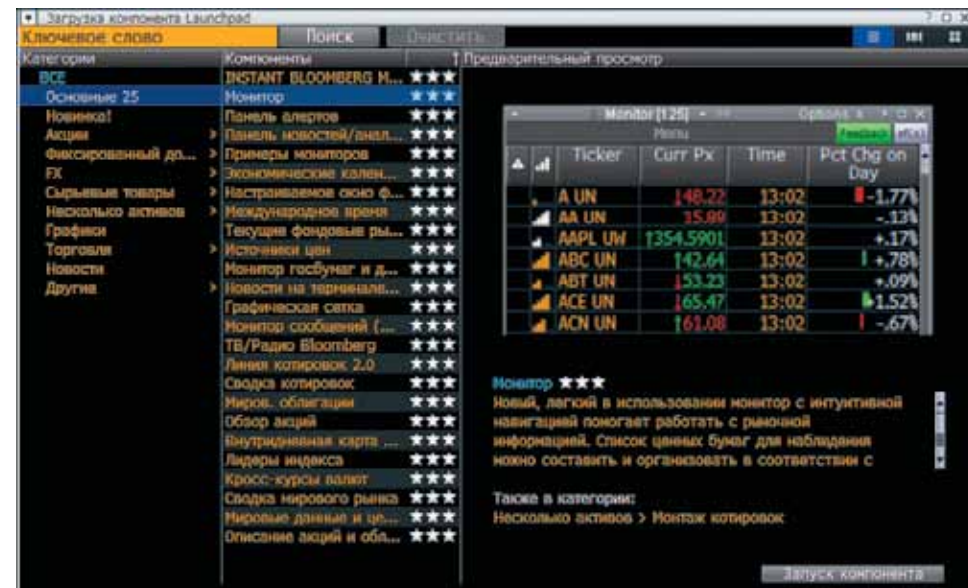 Загрузка компонента Launchpad
Ключевое слово Поиск Очистить
Категории
ВСЕ
Основные 25
Новинка!
Акции
Фиксированный до...
FX
Сырьевые товары
Несколько активов
Графики
Торговля
Новости
Другие
Компоненты
INSTANT BLOOMBERG M...
Монитор
Панель алертов
Панель новостей/анал...
Примеры мониторов
Экономические кален...
Настраиваемое окно ф...
Международное время
Текущие фондовые ры...
Источники цен
Монитор госбумаг и д...
Новости на терминале...
Графическая сетка
Монитор сообщений (...
ТВ/Радио Bloomberg
Линия котировок 2.0
Сводка котировок
Миров. облигации
Обзор акций
Внутридневная карта ...
Лидеры индекса
Кросс-курсы валют
Сводка мирового рынка
Мировые данные и це...
Описание акций и обл...
Предварительный просмотр
Monitor [125] Options
Menu Feedback
Ticker Curr Px Time Pct Chg on Day
A UN 48.22 13:02 -1.77%
AA UN 15.89 13:02 -.13%
AAPL UW 354.5901 13:02 +.17%
ABC UN 42.64 13:02 +.78%
ABT UN 53.23 13:02 +.09%
ACE UN 65.47 13:02 +1.52%
ACN UN 61.08 13:02 -.67%
Монитор
Новый, легкий в использовании монитор с интуитивной
навигацией помогает работать с рыночной
информацией. Список ценных бумаг для наблюдения
можно составить и организовать в соответствии с
Также в категории:
Несколько активов > Монтаж котировок
Запуск компонента